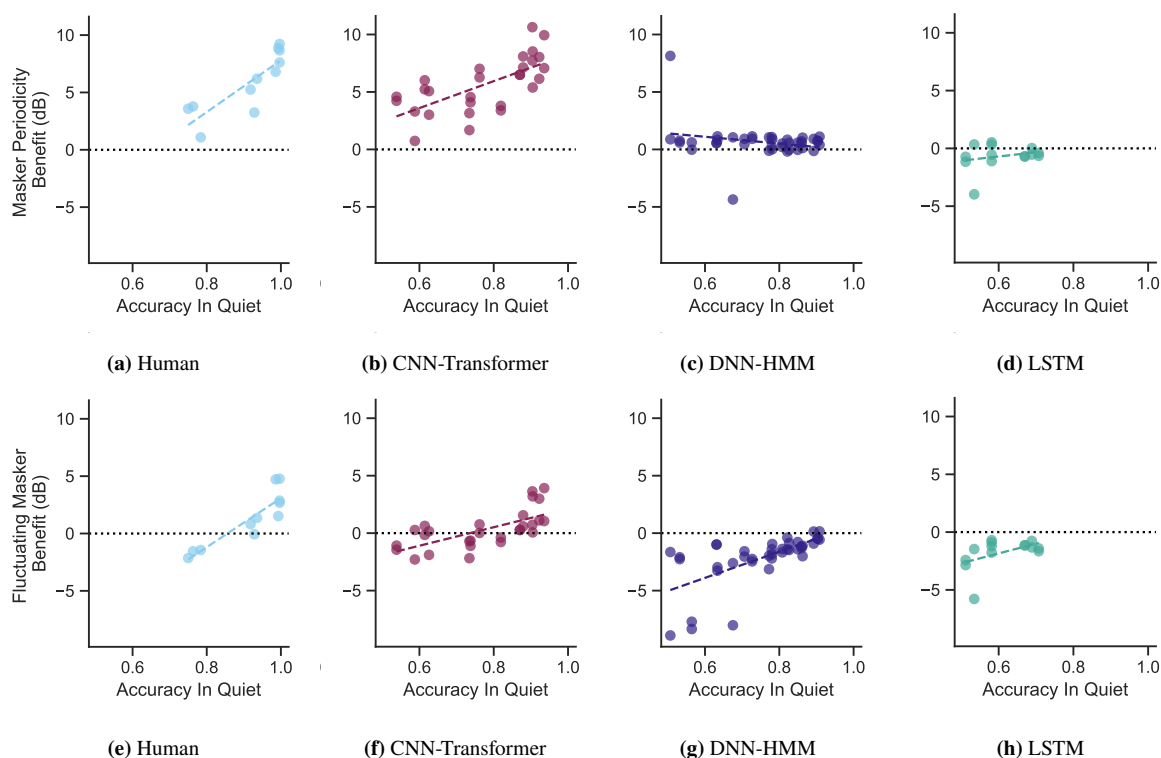 10
5
0
−5
Masker Periodicity
Benefit (dB)
0.6 0.8 1.0
Accuracy In Quiet
(a) Human
10
5
0
−5
0.6 0.8 1.0
Accuracy In Quiet
(b) CNN-Transformer
10
5
0
−5
0.6 0.8 1.0
Accuracy In Quiet
(c) DNN-HMM
10
5
0
−5
0.6 0.8 1.0
Accuracy In Quiet
(d) LSTM
10
5
0
−5
Fluctuating Masker
Benefit (dB)
0.6 0.8 1.0
Accuracy In Quiet
(e) Human
10
5
0
−5
0.6 0.8 1.0
Accuracy In Quiet
(f) CNN-Transformer
10
5
0
−5
0.6 0.8 1.0
Accuracy In Quiet
(g) DNN-HMM
10
5
0
−5
0.6 0.8 1.0
Accuracy In Quiet
(h) LSTM